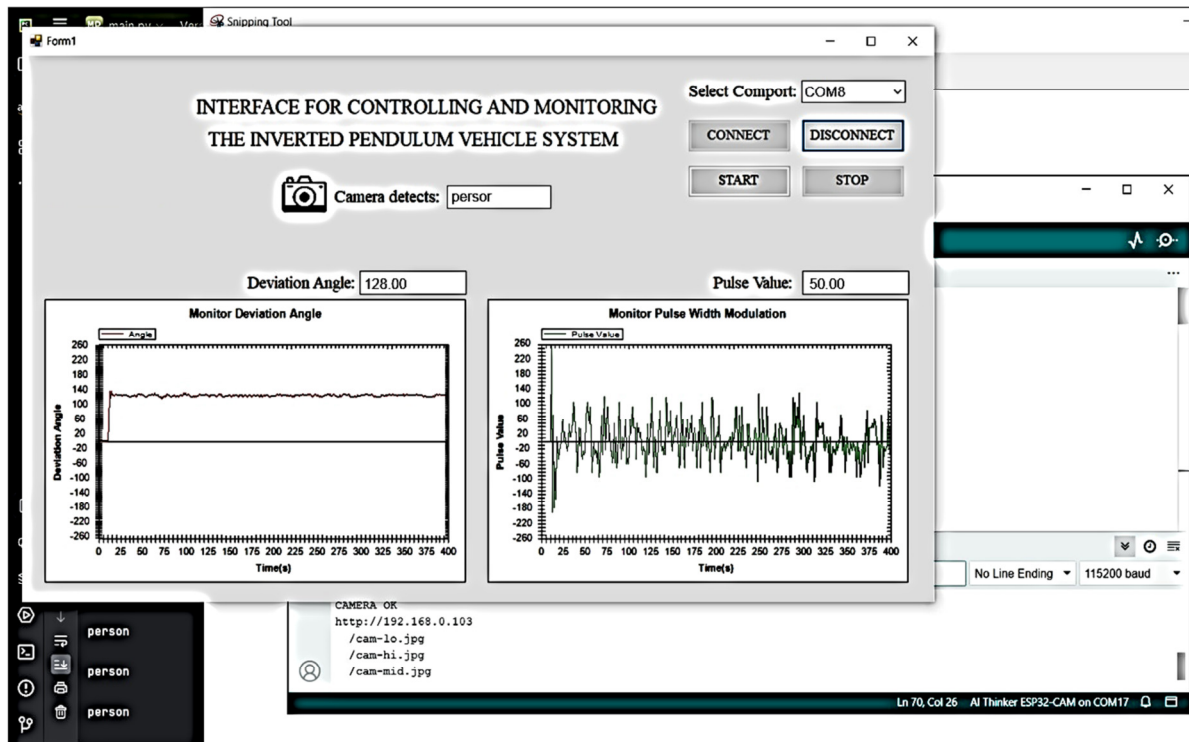 main.py
Snipping Tool
Form1
INTERFACE FOR CONTROLLING AND MONITORING
THE INVERTED PENDULUM VEHICLE SYSTEM
Select Comport: COM8
CONNECT DISCONNECT
START STOP
Camera detects: persor
Deviation Angle: 128.00
Pulse Value: 50.00
Monitor Deviation Angle
Angle
260
220
180
140
100
60
20
-20
-60
-100
-140
-180
-220
-260
Deviation Angle
0 25 50 75 100 125 150 175 200 225 250 275 300 325 350 375 400
Time(s)
Monitor Pulse Width Modulation
Pulse Value
260
220
180
140
100
60
20
-20
-60
-100
-140
-180
-220
-260
Pulse Value
0 25 50 75 100 125 150 175 200 225 250 275 300 325 350 375 400
Time(s)
No Line Ending 115200 baud
CAMERA OK
http://192.168.0.103
/cam-lo.jpg
/cam-hi.jpg
/cam-mid.jpg
person
person
person
Ln 70, Col 26 AI Thinker ESP32-CAM on COM17